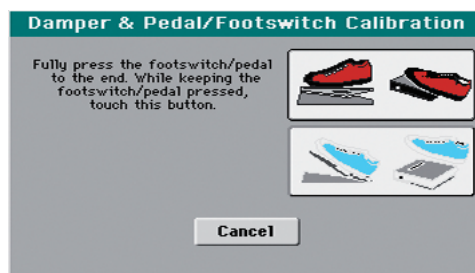 Damper & Pedal/Footswitch Calibration
Fully press the footswitch/pedal
to the end. While keeping the
footswitch/pedal pressed,
touch this button.
Cancel